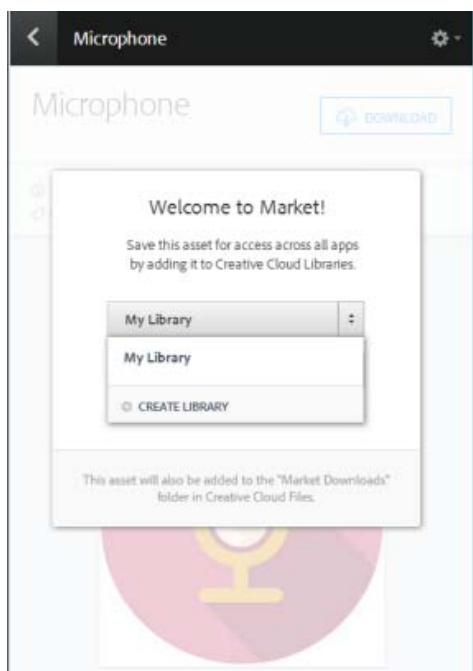 Microphone
Microphone
DOWNLOAD
Welcome to Market!
Save this asset for access across all apps
by adding it to Creative Cloud Libraries.
My Library
My Library
CREATE LIBRARY
This asset will also be added to the "Market Downloads"
folder in Creative Cloud Files.